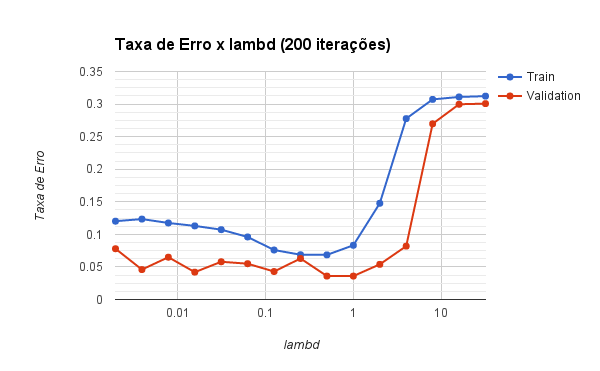 Taxa de Erro x lambd (200 iterações)
Train
Validation
0.35
0.3
0.25
0.2
0.15
0.1
0.05
0
Taxa de Erro
0.01
0.1
1
10
lambd